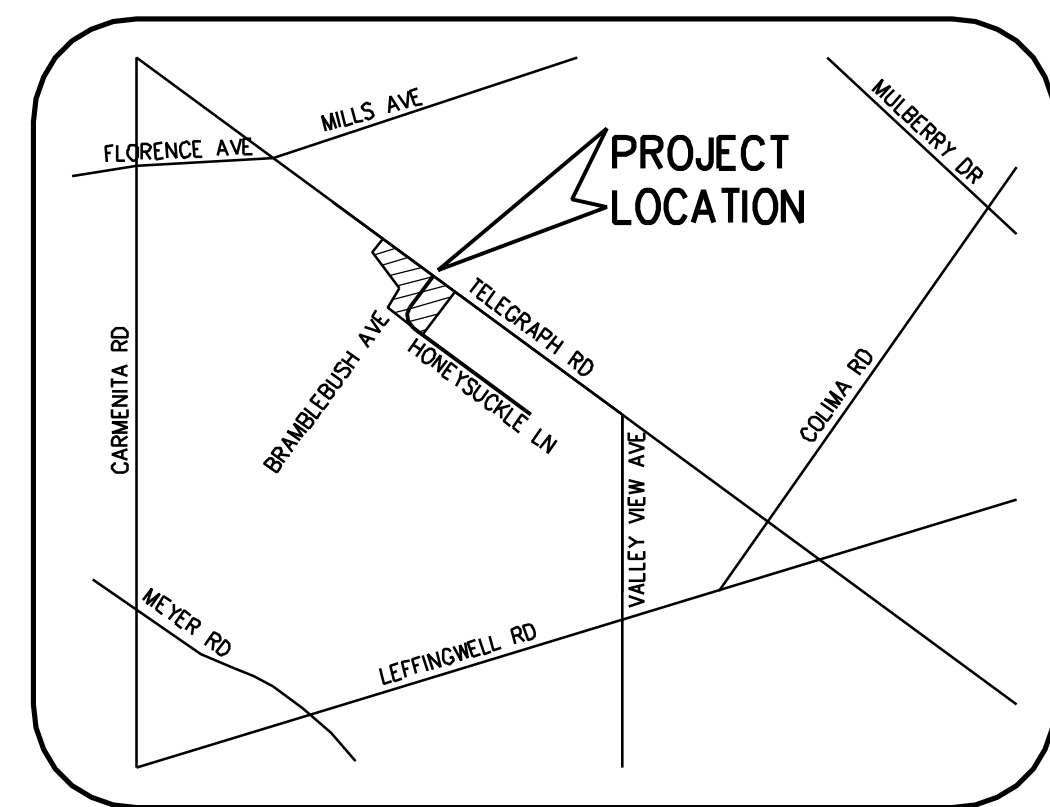 MILLS AVE
FLORENCE AVE
MULBERRY DR
PROJECT
LOCATION
TELEGRAPH RD
BRAMBLEBUSH AVE
HONEYSUCKLE LN
CARMENITA RD
COLIMA RD
VALLEY VIEW AVE
MEYER RD
LEFFINGWELL RD